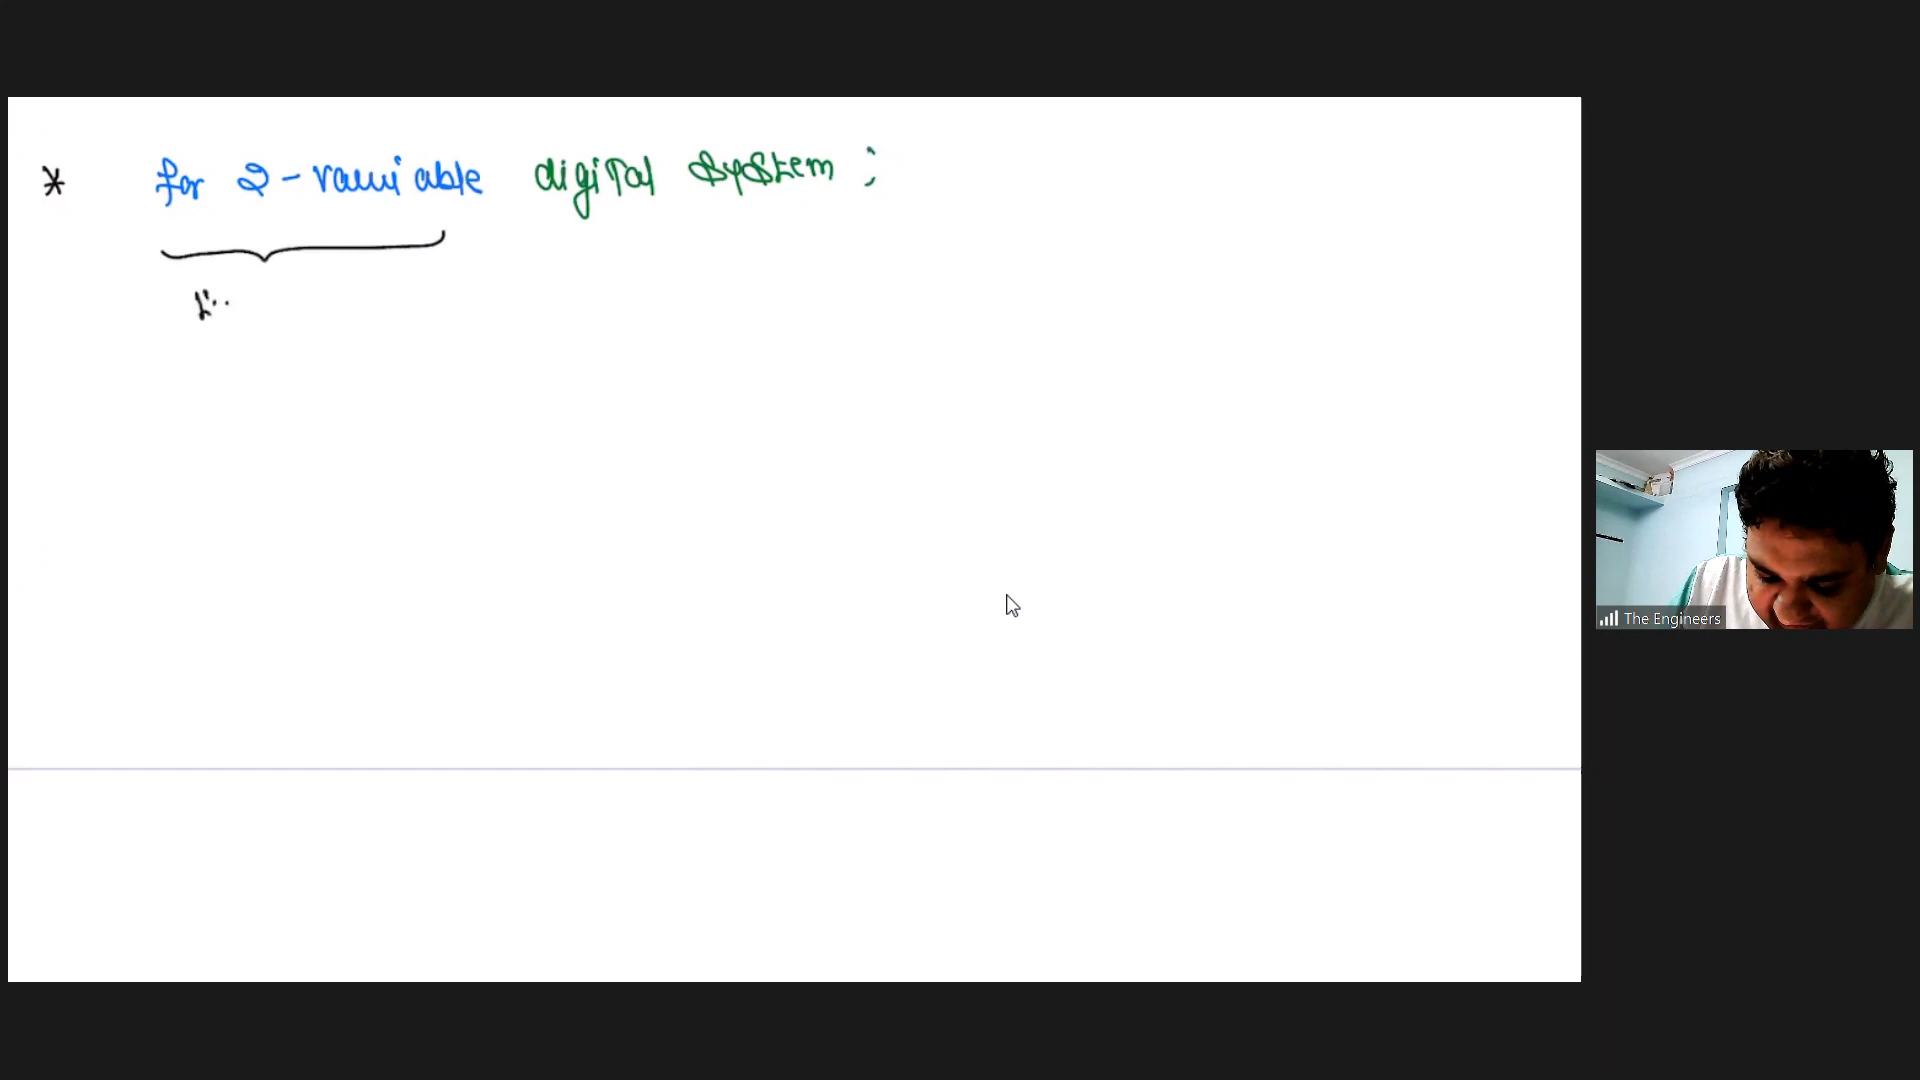 * for 2-variable digital system :
The Engineers